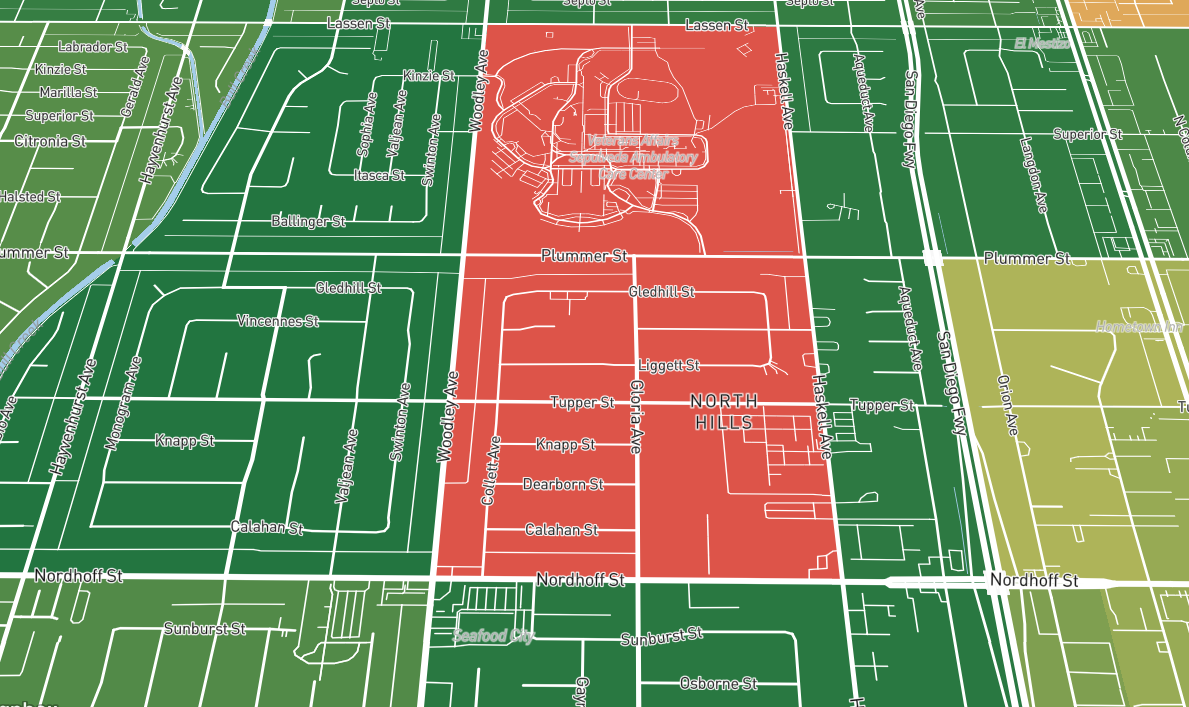 Septo St
Septo St
Septo St
Ave
Lassen St
Lassen St
Labrador St
El Mestizo
Kinzie St
Kinzie St
Marilla St
Gerald Ave
Hayvenhurst Ave
Superior St
Citronia St
Sophia Ave
Valjean Ave
Swinton Ave
Woodley Ave
Haskell Ave
Aqueduct Ave
San Diego Fwy
Superior St
Langdon Ave
Veterans Affairs
Sepulveda Ambulatory
Care Center
Itasca St
Halsted St
Ballinger St
ummer St
Plummer St
Plummer St
Gledhill St
Gledhill St
Vincennes St
Aqueduct Ave
San Diego Fwy
Hometown Inn
Liggett St
Hayvenhurst Ave
Monogram Ave
Swinton Ave
Woodley Ave
Tupper St
Gloria Ave
NORTH
HILLS
Haskell Ave
Tupper St
Orion Ave
Knapp St
Valjean Ave
Collett Ave
Knapp St
Dearborn St
Calahan St
Calahan St
Nordhoff St
Nordhoff St
Nordhoff St
Sunburst St
Seafood City
Sunburst St
Osborne St